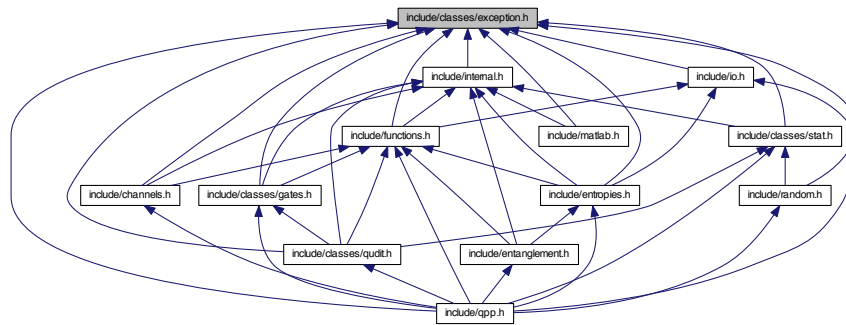 include/classes/exception.h
include/internal.h
include/io.h
include/functions.h
include/matlab.h
include/classes/stat.h
include/channels.h
include/classes/gates.h
include/entropies.h
include/random.h
include/classes/qudit.h
include/entanglement.h
include/qpp.h